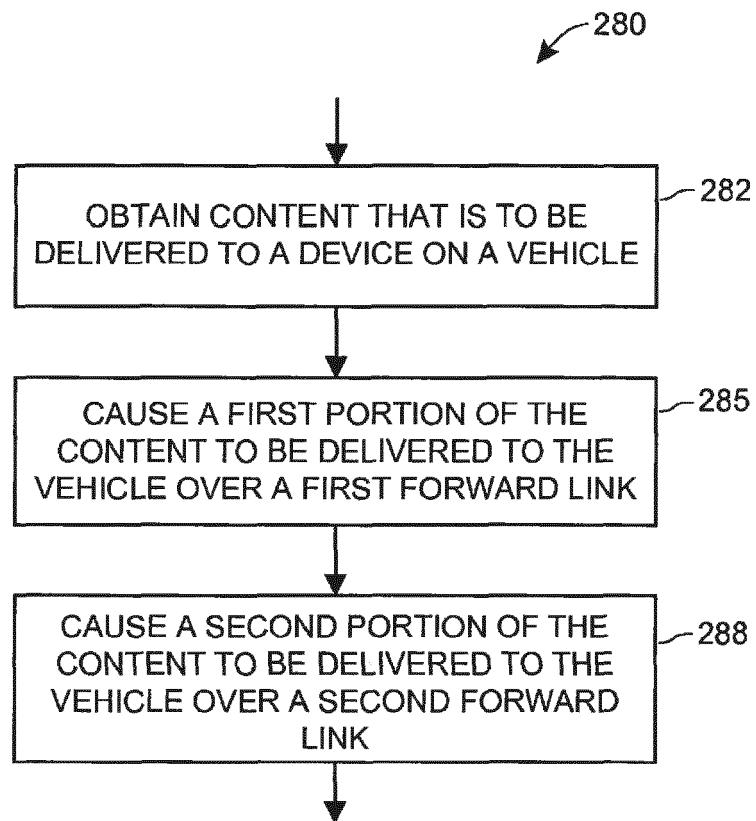 280
282
OBTAIN CONTENT THAT IS TO BE
DELIVERED TO A DEVICE ON A VEHICLE
285
CAUSE A FIRST PORTION OF THE
CONTENT TO BE DELIVERED TO THE
VEHICLE OVER A FIRST FORWARD LINK
288
CAUSE A SECOND PORTION OF THE
CONTENT TO BE DELIVERED TO THE
VEHICLE OVER A SECOND FORWARD
LINK